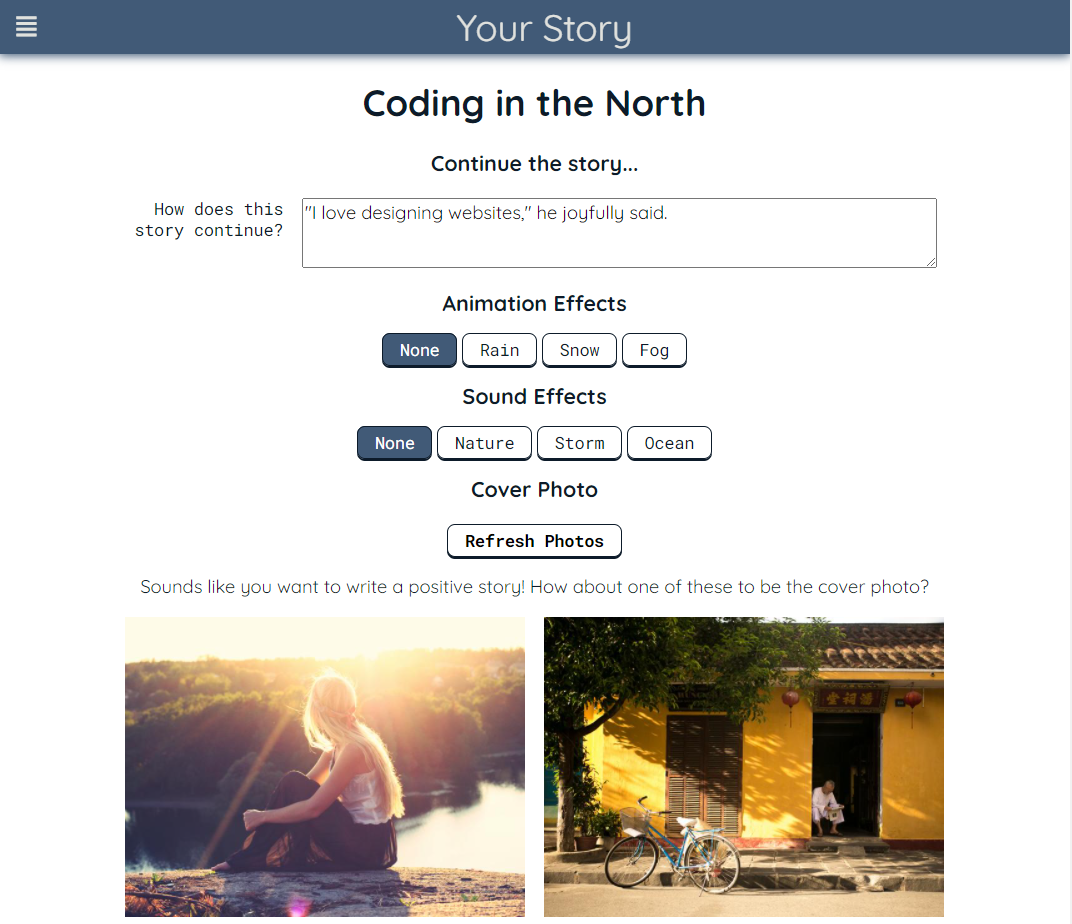 Your Story
Coding in the North
Continue the story...
How does this
story continue?
"I love designing websites," he joyfully said.
Animation Effects
None Rain Snow Fog
Sound Effects
None Nature Storm Ocean
Cover Photo
Refresh Photos
Sounds like you want to write a positive story! How about one of these to be the cover photo?